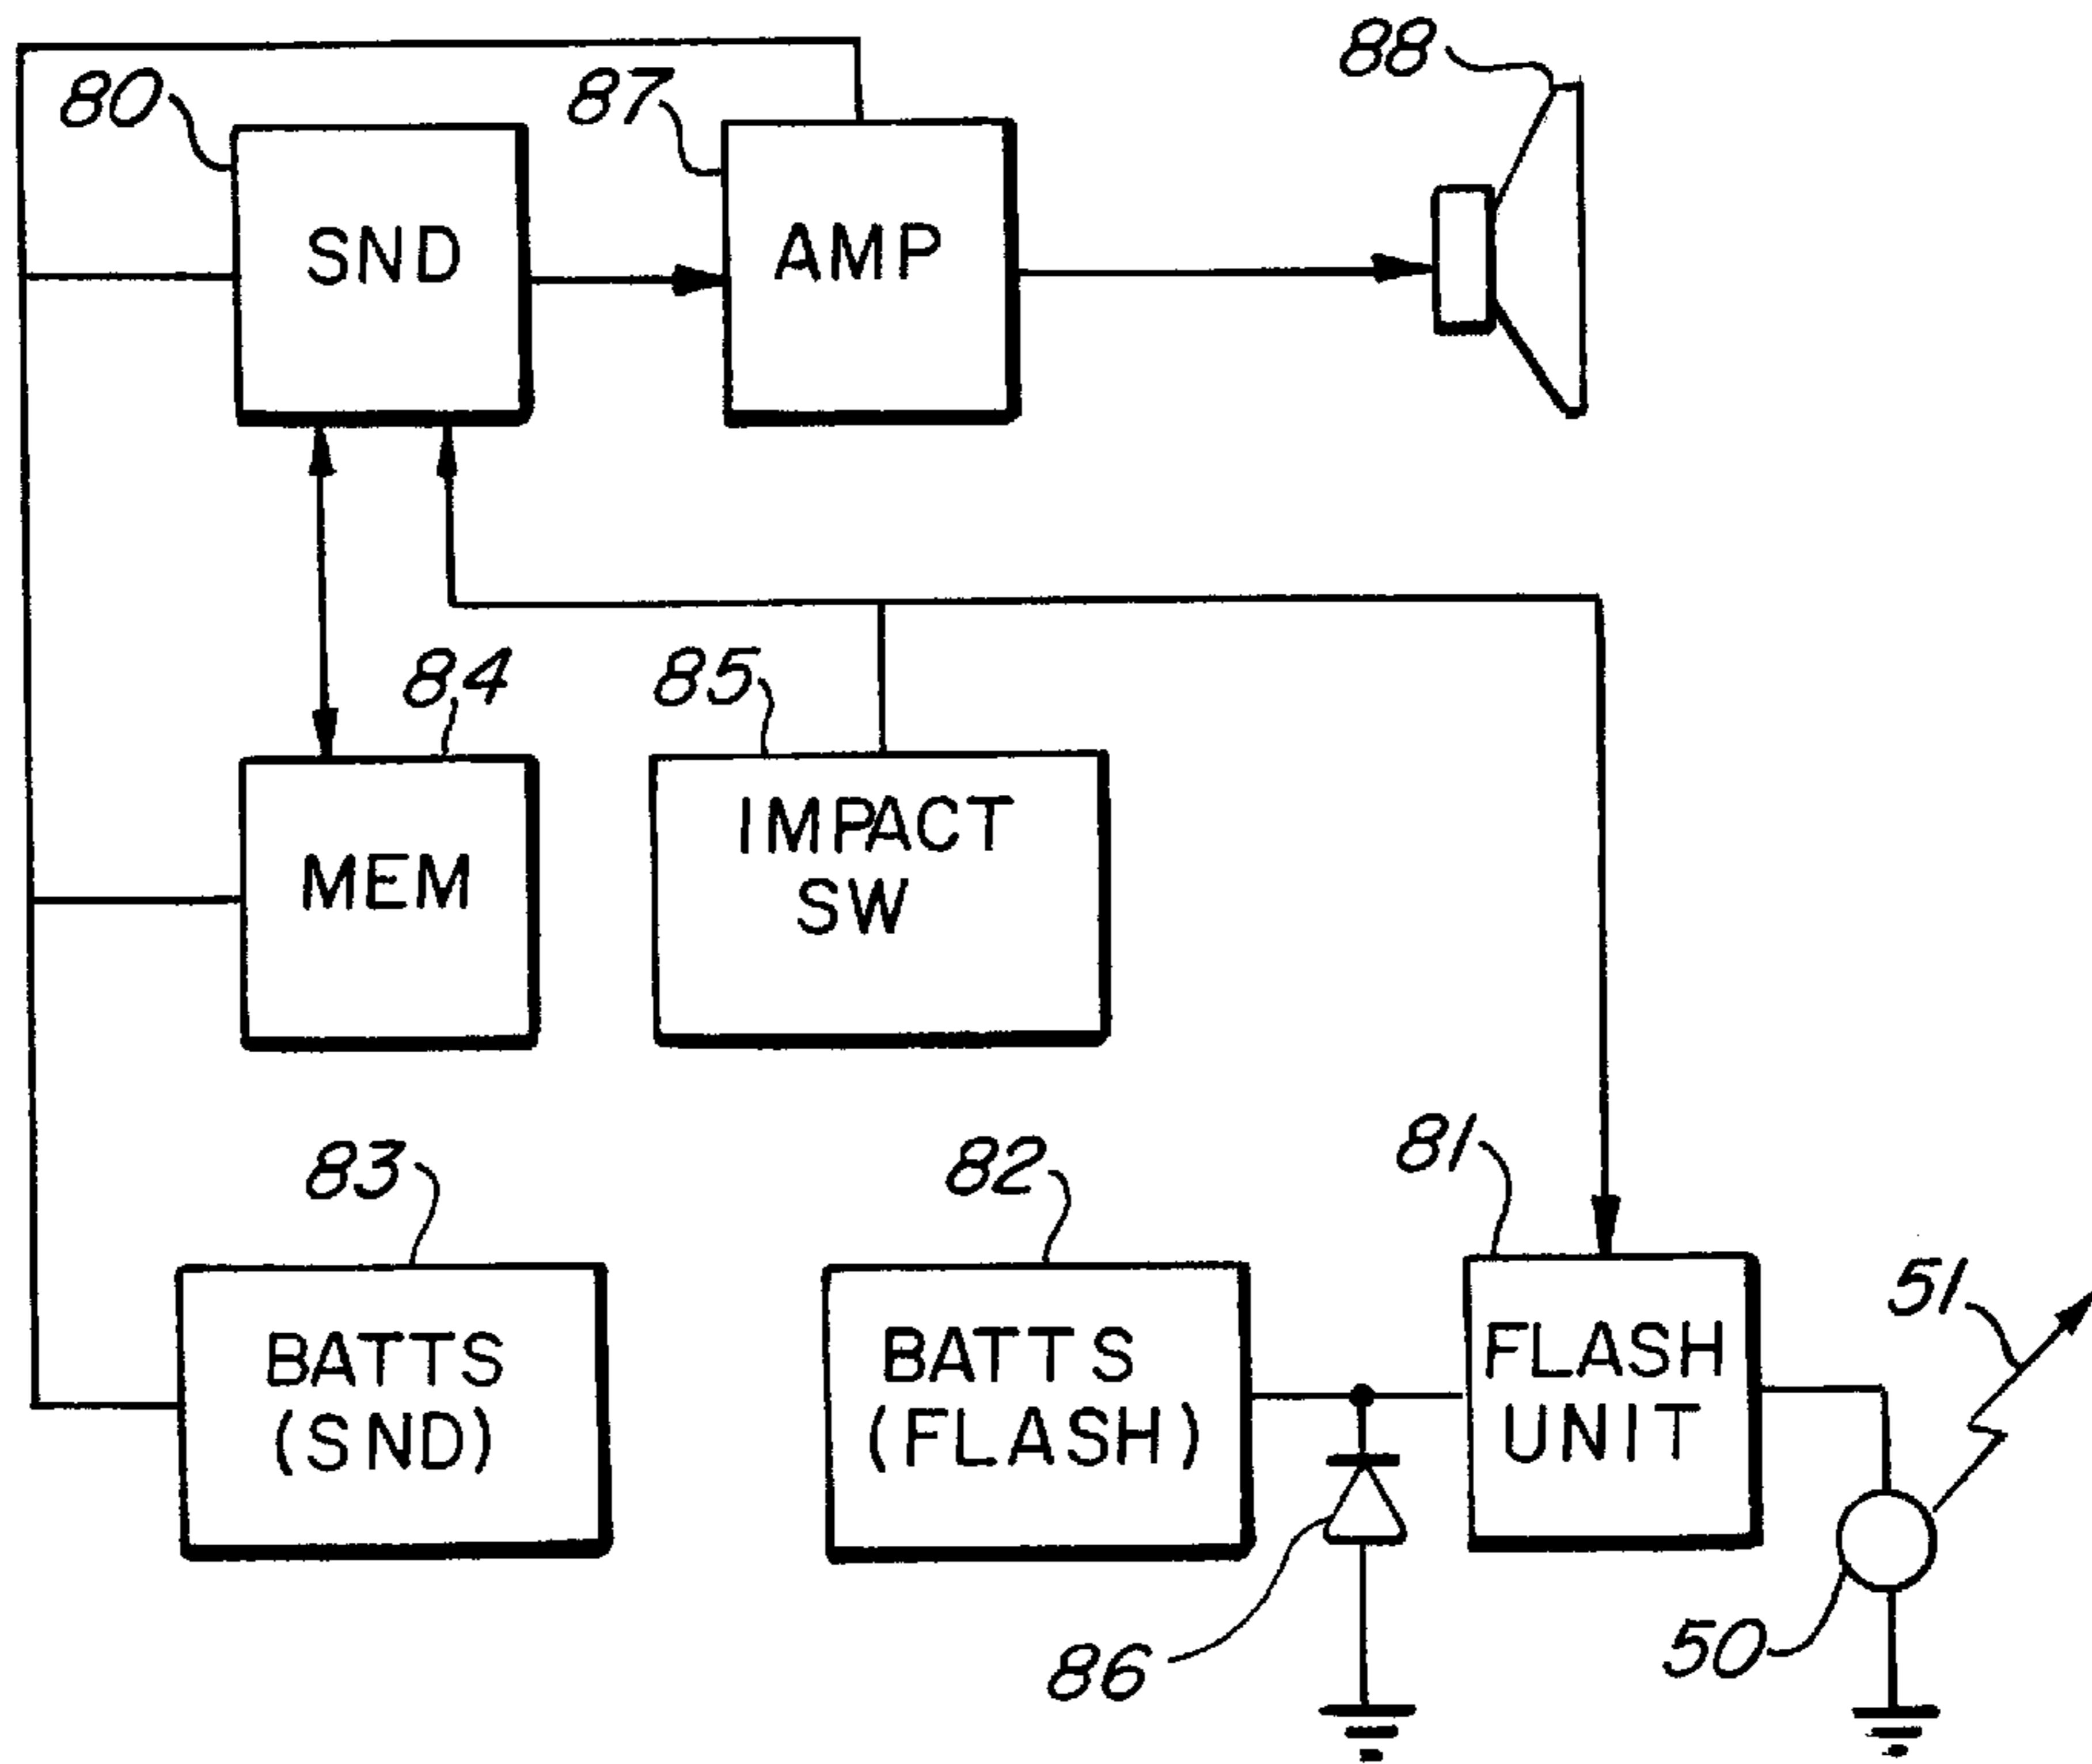 80
87
88
SND
AMP
84
85
MEM
IMPACT
SW
83
82
81
51
BATTS
(SND)
BATTS
(FLASH)
FLASH
UNIT
86
50